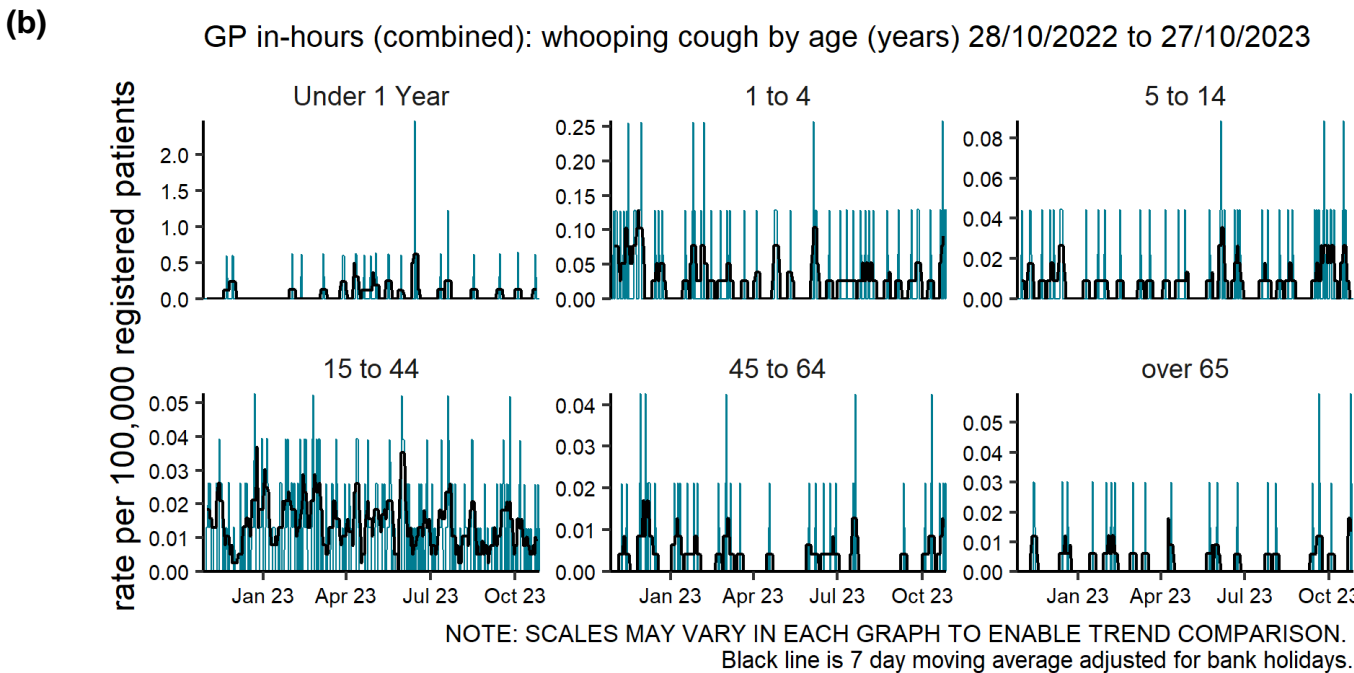 (b)
GP in-hours (combined): whooping cough by age (years) 28/10/2022 to 27/10/2023
rate per 100,000 registered patients
Under 1 Year
2.0
1.5
1.0
0.5
0.0
1 to 4
0.25
0.20
0.15
0.10
0.05
0.00
5 to 14
0.08
0.06
0.04
0.02
0.00
15 to 44
0.05
0.04
0.03
0.02
0.01
0.00
Jan 23 Apr 23 Jul 23 Oct 23
45 to 64
0.04
0.03
0.02
0.01
0.00
Jan 23 Apr 23 Jul 23 Oct 23
over 65
0.05
0.04
0.03
0.02
0.01
0.00
Jan 23 Apr 23 Jul 23 Oct 23
NOTE: SCALES MAY VARY IN EACH GRAPH TO ENABLE TREND COMPARISON.
Black line is 7 day moving average adjusted for bank holidays.